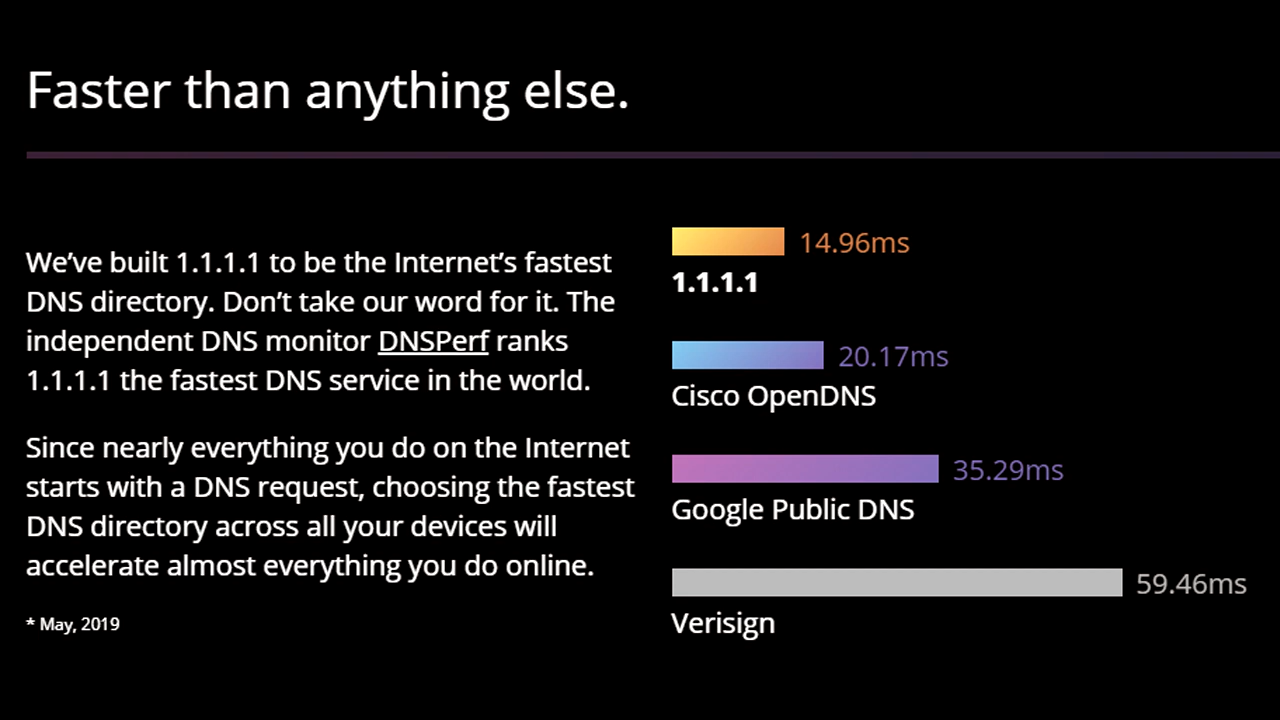 Faster than anything else.
We’ve built 1.1.1.1 to be the Internet’s fastest
DNS directory. Don’t take our word for it. The
independent DNS monitor DNSPerf ranks
1.1.1.1 the fastest DNS service in the world.
Since nearly everything you do on the Internet
starts with a DNS request, choosing the fastest
DNS directory across all your devices will
accelerate almost everything you do online.
* May, 2019
14.96ms
1.1.1.1
20.17ms
Cisco OpenDNS
35.29ms
Google Public DNS
59.46ms
Verisign